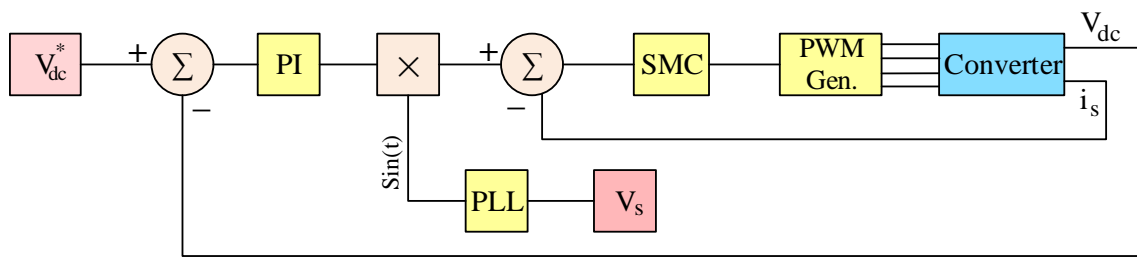 V*dc
+
Σ
−
PI
×
+
Σ
−
SMC
PWM
Gen.
Converter
Vdc
is
Sin(t)
PLL
Vs